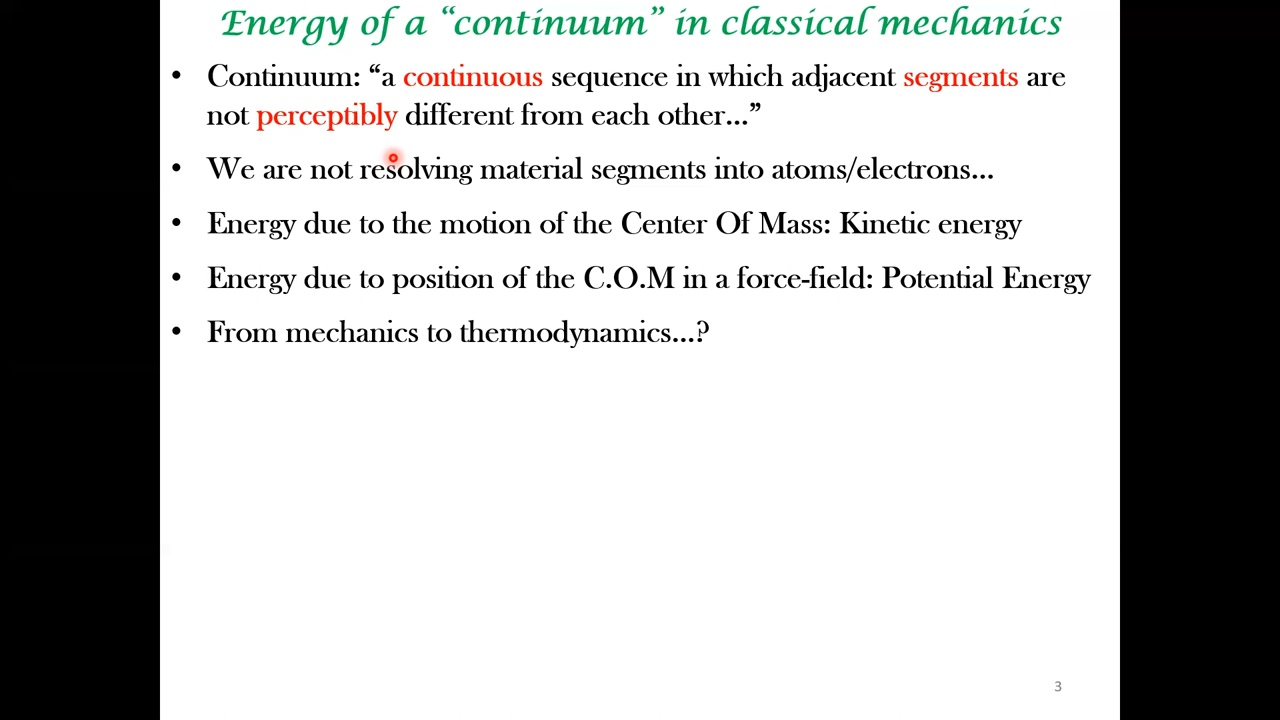 Energy of a “continuum” in classical mechanics
• Continuum: “a continuous sequence in which adjacent segments are
not perceptibly different from each other...”
• We are not resolving material segments into atoms/electrons...
• Energy due to the motion of the Center Of Mass: Kinetic energy
• Energy due to position of the C.O.M in a force-field: Potential Energy
• From mechanics to thermodynamics...?
3